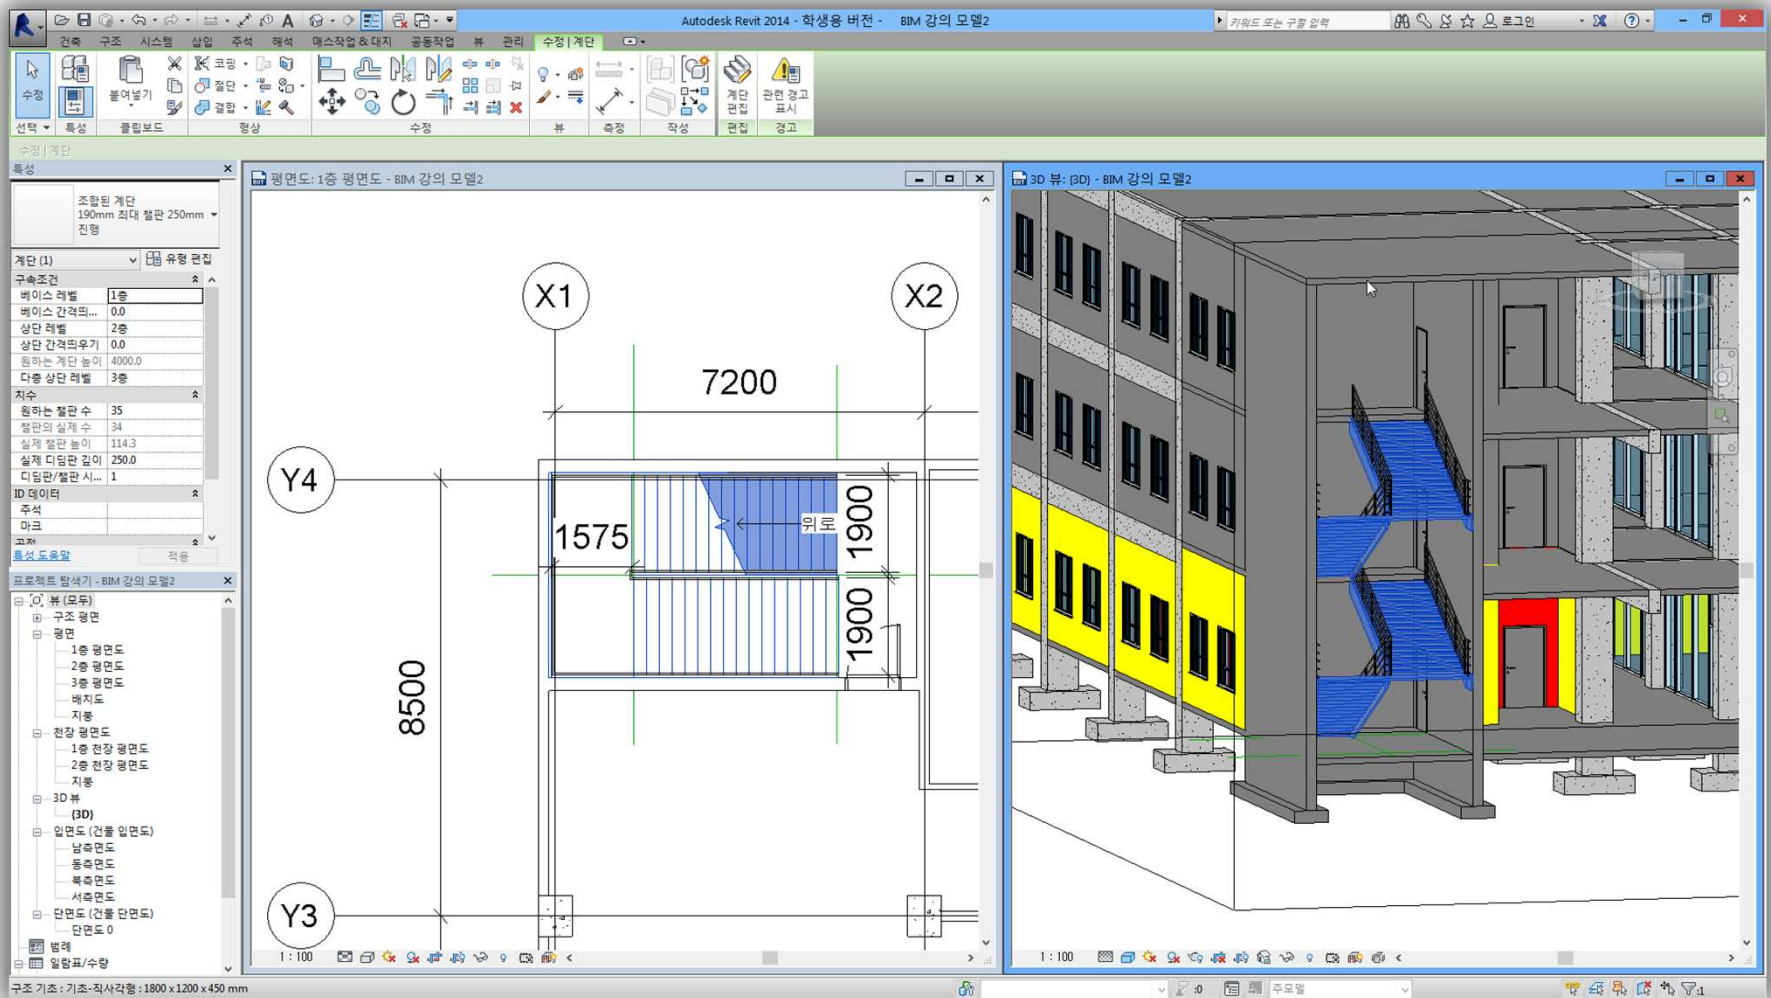 Autodesk Revit 2014 - 학생용 버전 - BIM 강의 모델2
키워드 또는 구절 입력
로그인
건축 구조 시스템 삽입 주석 해석 매스작업 & 대지 공동작업 뷰 관리 수정 | 계단
수정
붙여넣기
코핑
절단
결합
계단 편집
관련 경고 표시
선택 특성 클립보드 형상 수정 뷰 측정 작성 편집 경고
수정 | 계단
특성
조합된 계단
190mm 최대 챌판 250mm
진행
계단 (1)
유형 편집
구속조건
베이스 레벨 1층
베이스 간격띄... 0.0
상단 레벨 2층
상단 간격띄우기 0.0
원하는 계단 높이 4000.0
다층 상단 레벨 3층
치수
원하는 챌판 수 35
챌판의 실제 수 34
실제 챌판 높이 114.3
실제 디딤판 깊이 250.0
디딤판/챌판 시... 1
ID 데이터
주석
마크
공정
특성 도움말
적용
프로젝트 탐색기 - BIM 강의 모델2
뷰 (모두)
구조 평면
평면
1층 평면도
2층 평면도
3층 평면도
배치도
지붕
천장 평면도
1층 천장 평면도
2층 천장 평면도
지붕
3D 뷰
{3D}
입면도 (건물 입면도)
남측면도
동측면도
북측면도
서측면도
단면도 (건물 단면도)
단면도 0
범례
일람표/수량
평면도: 1층 평면도 - BIM 강의 모델2
X1
X2
7200
Y4
1575
위로
1900
1900
8500
Y3
1 : 100
3D 뷰: {3D} - BIM 강의 모델2
1 : 100
구조 기초 : 기초-직사각형 : 1800 x 1200 x 450 mm
:0
주모델
:1